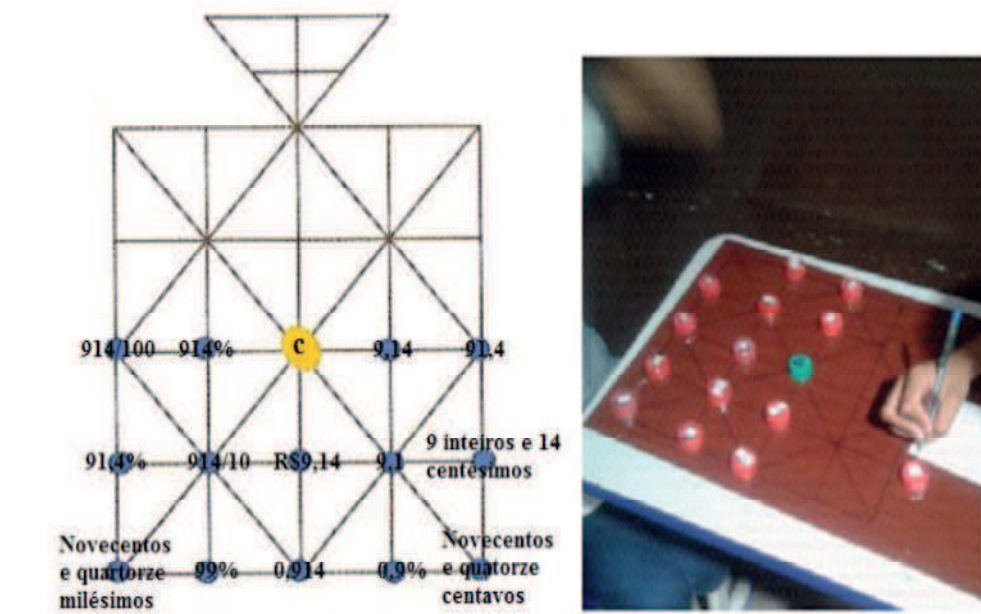 914/100 914% C 9,14 91,4
91,4% 914/10 R$9,14 9,1 9 inteiros e 14
centésimos
Novecentos
e quartorze
milésimos
99% 0,914 0,9%
Novecentos
e quatorze
centavos